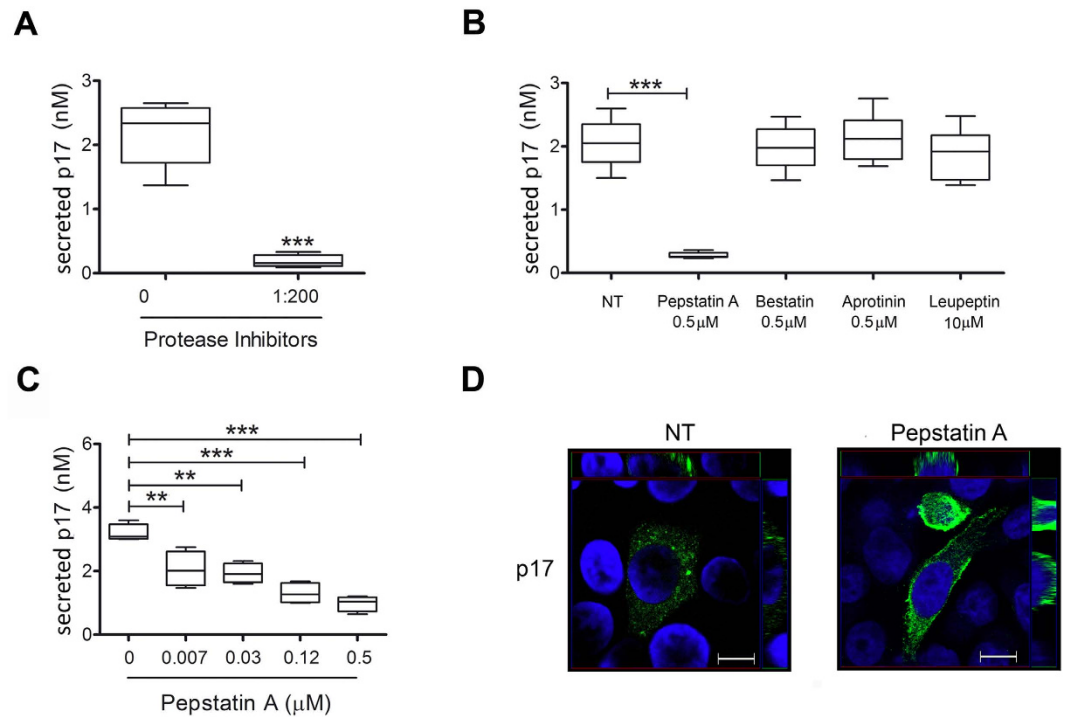 A
secreted p17 (nM)
3
2
1
0
***
0 1:200
Protease Inhibitors
B
secreted p17 (nM)
3
2
1
0
***
NT Pepstatin A Bestatin Aprotinin Leupeptin
0.5μM 0.5μM 0.5μM 10μM
C
secreted p17 (nM)
6
4
2
0
***
***
**
**
0 0.007 0.03 0.12 0.5
Pepstatin A (μM)
D
NT Pepstatin A
p17